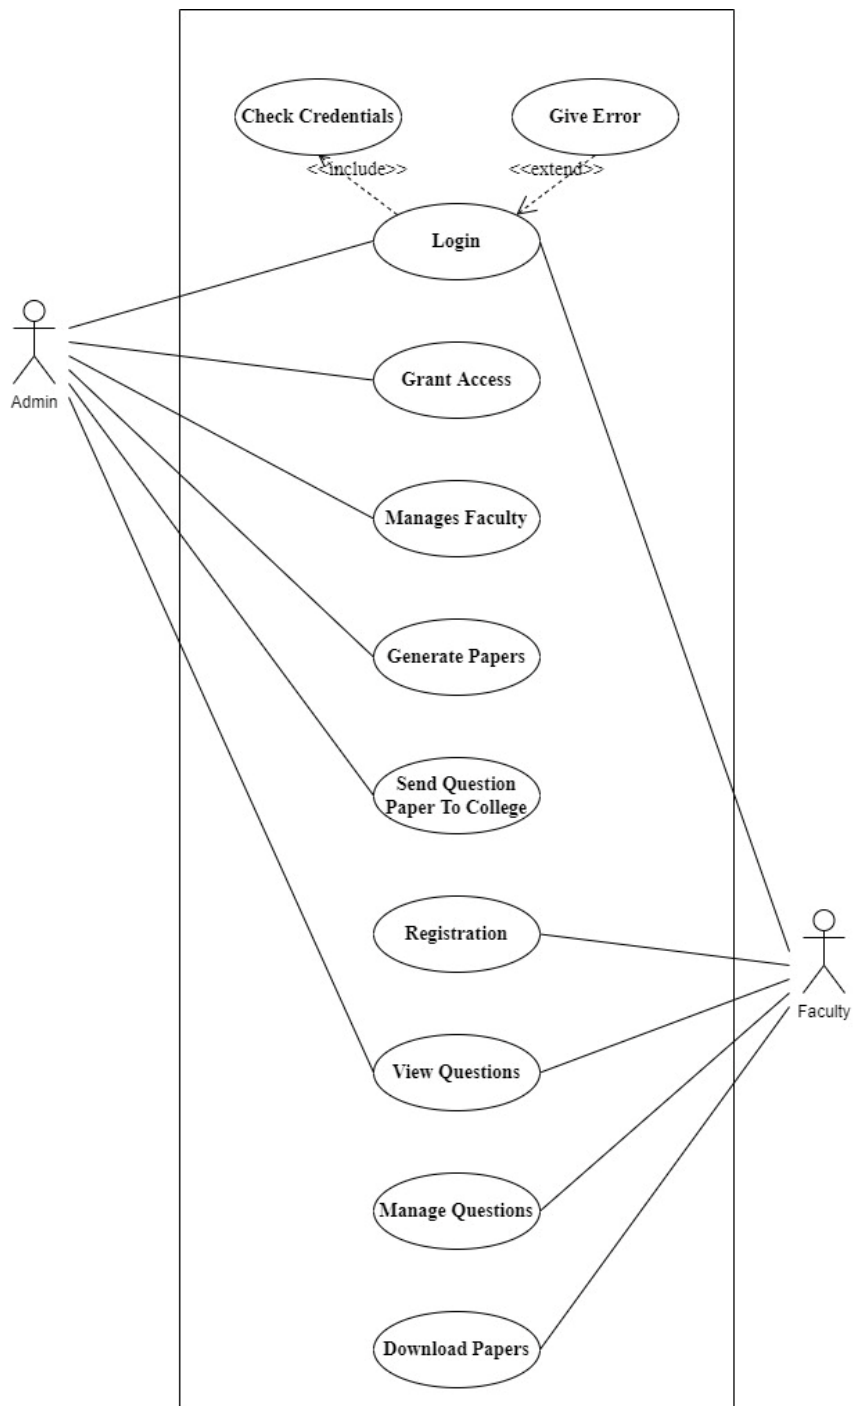 Check Credentials
Give Error
<<include>>
<<extend>>
Login
Admin
Grant Access
Manages Faculty
Generate Papers
Send Question
Paper To College
Registration
Faculty
View Questions
Manage Questions
Download Papers